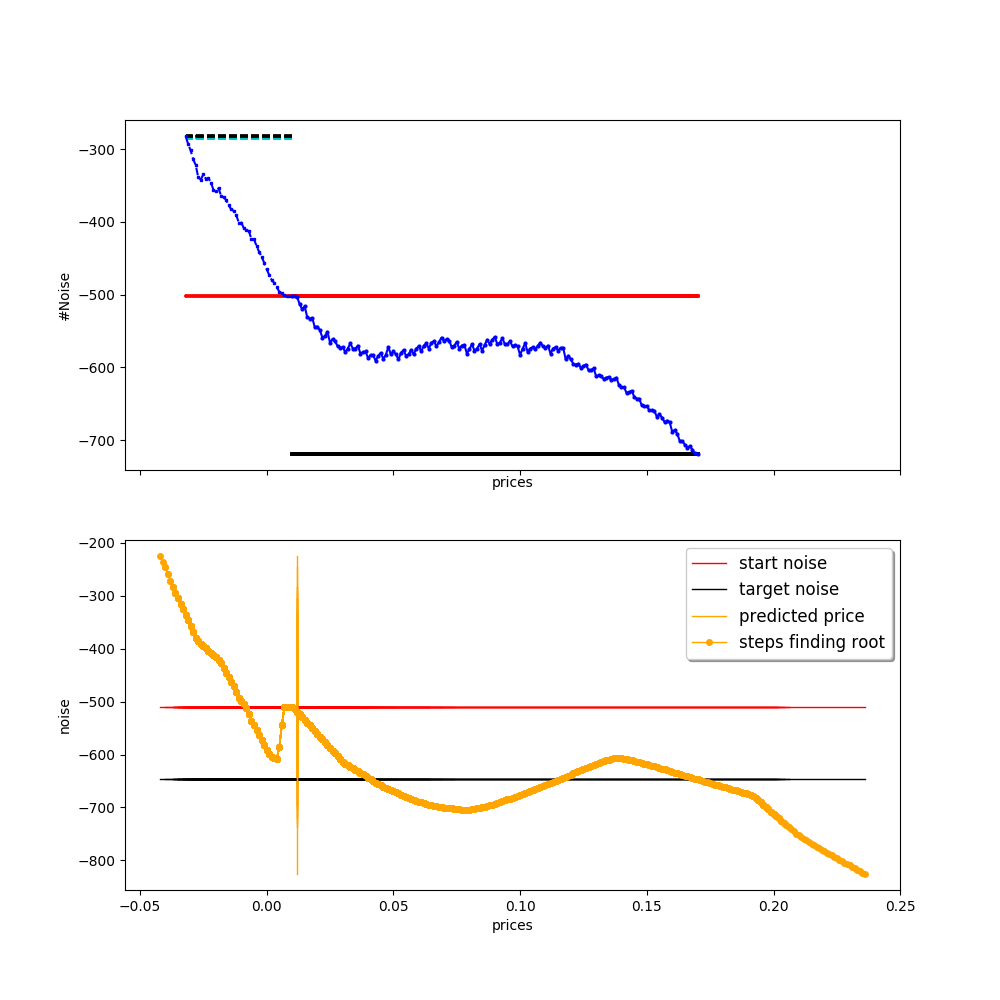 −300
−400
−500
−600
−700
#Noise
prices
−200
−300
−400
−500
−600
−700
−800
noise
start noise
target noise
predicted price
steps finding root
−0.05 0.00 0.05 0.10 0.15 0.20 0.25
prices